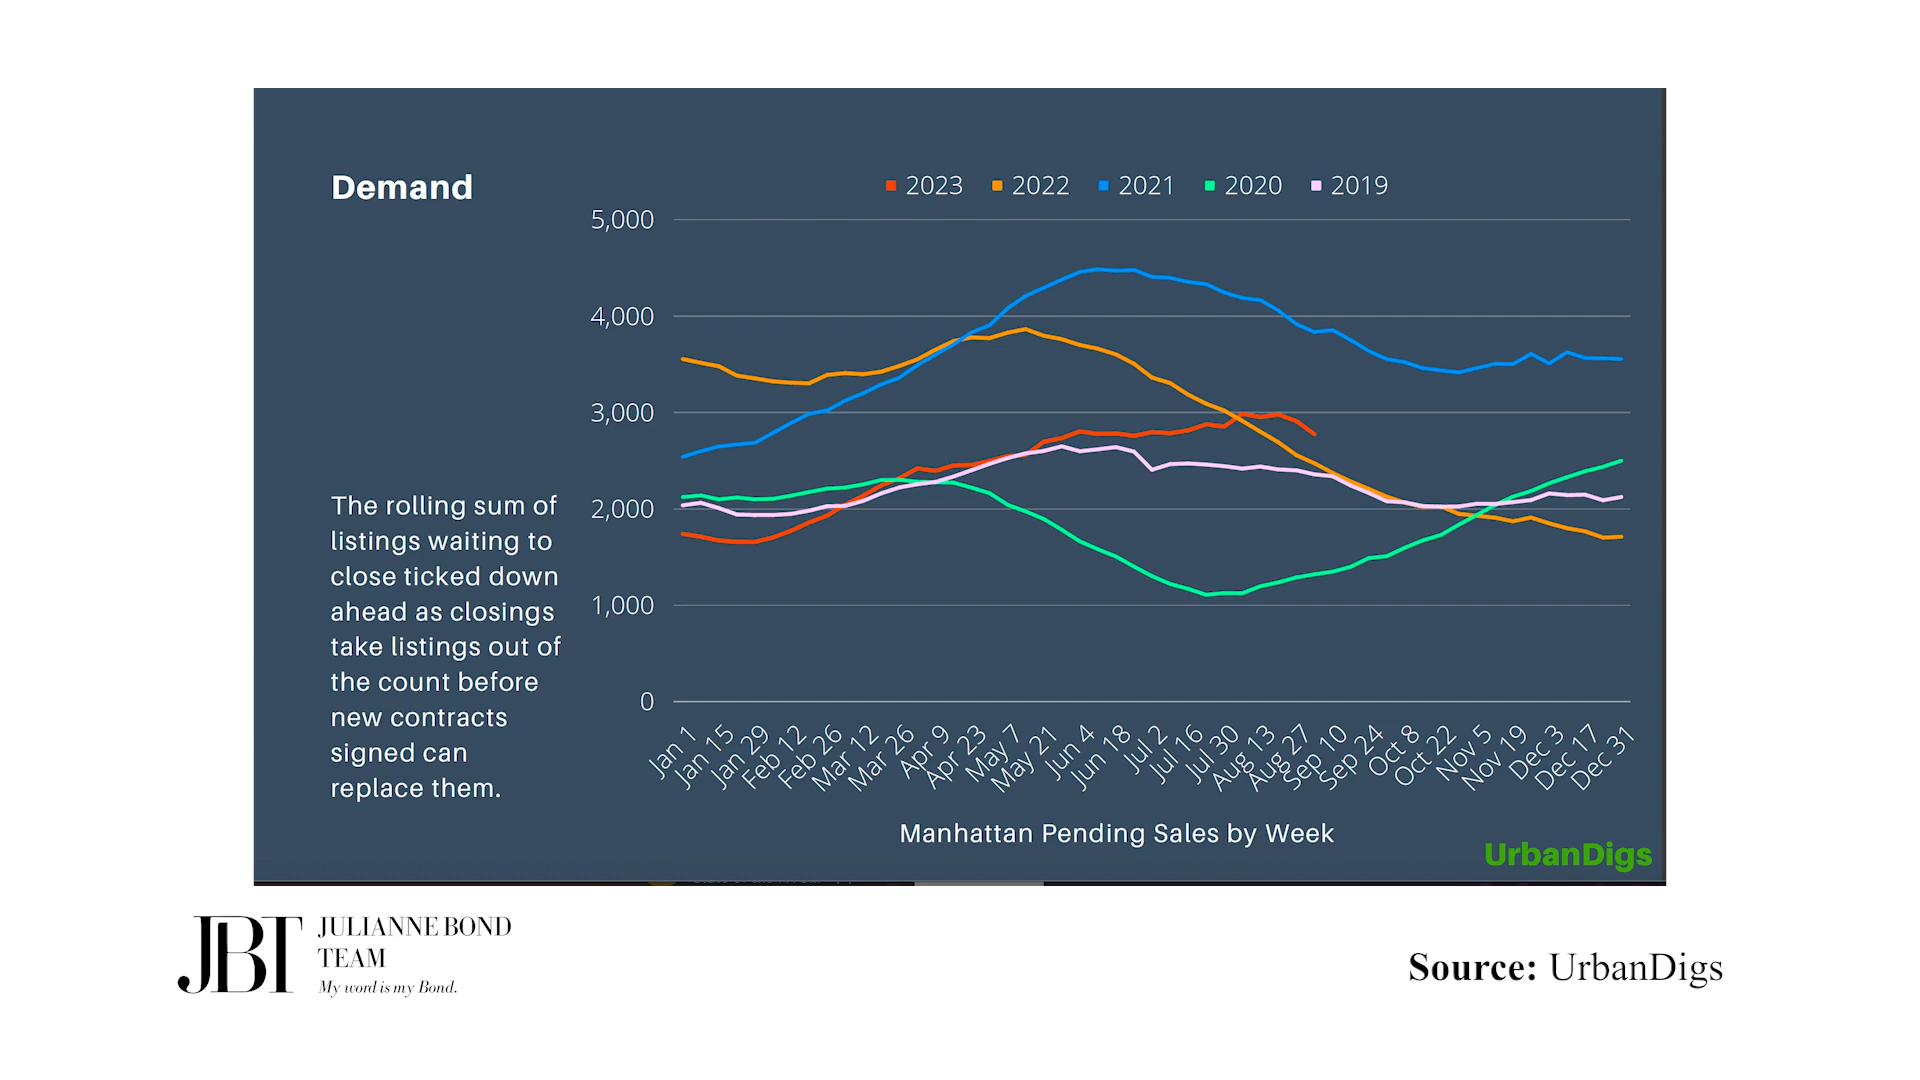 Demand
2023 2022 2021 2020 2019
5,000
4,000
3,000
2,000
1,000
0
The rolling sum of
listings waiting to
close ticked down
ahead as closings
take listings out of
the count before
new contracts
signed can
replace them.
Jan 1 Jan 15 Jan 29 Feb 12 Feb 26 Mar 12 Mar 26 Apr 9 Apr 23 May 7 May 21 Jun 4 Jun 18 Jul 2 Jul 16 Jul 30 Aug 13 Aug 27 Sep 10 Sep 24 Oct 8 Oct 22 Nov 5 Nov 19 Dec 3 Dec 17 Dec 31
Manhattan Pending Sales by Week
UrbanDigs
JBT
JULIANNE BOND
TEAM
My word is my Bond.
Source: UrbanDigs